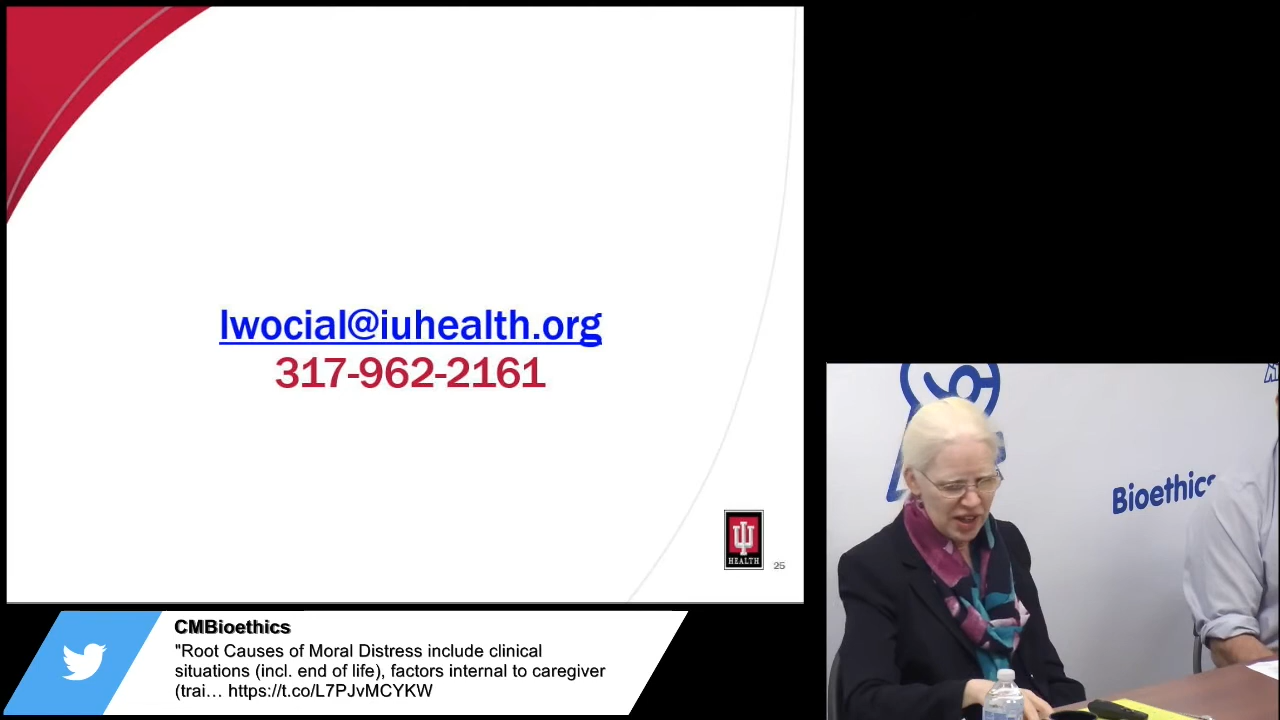 lwocial@iuhealth.org
317-962-2161
HEALTH
25
CMBioethics
"Root Causes of Moral Distress include clinical
situations (incl. end of life), factors internal to caregiver
(trai… https://t.co/L7PJvMCYKW
Bioethics